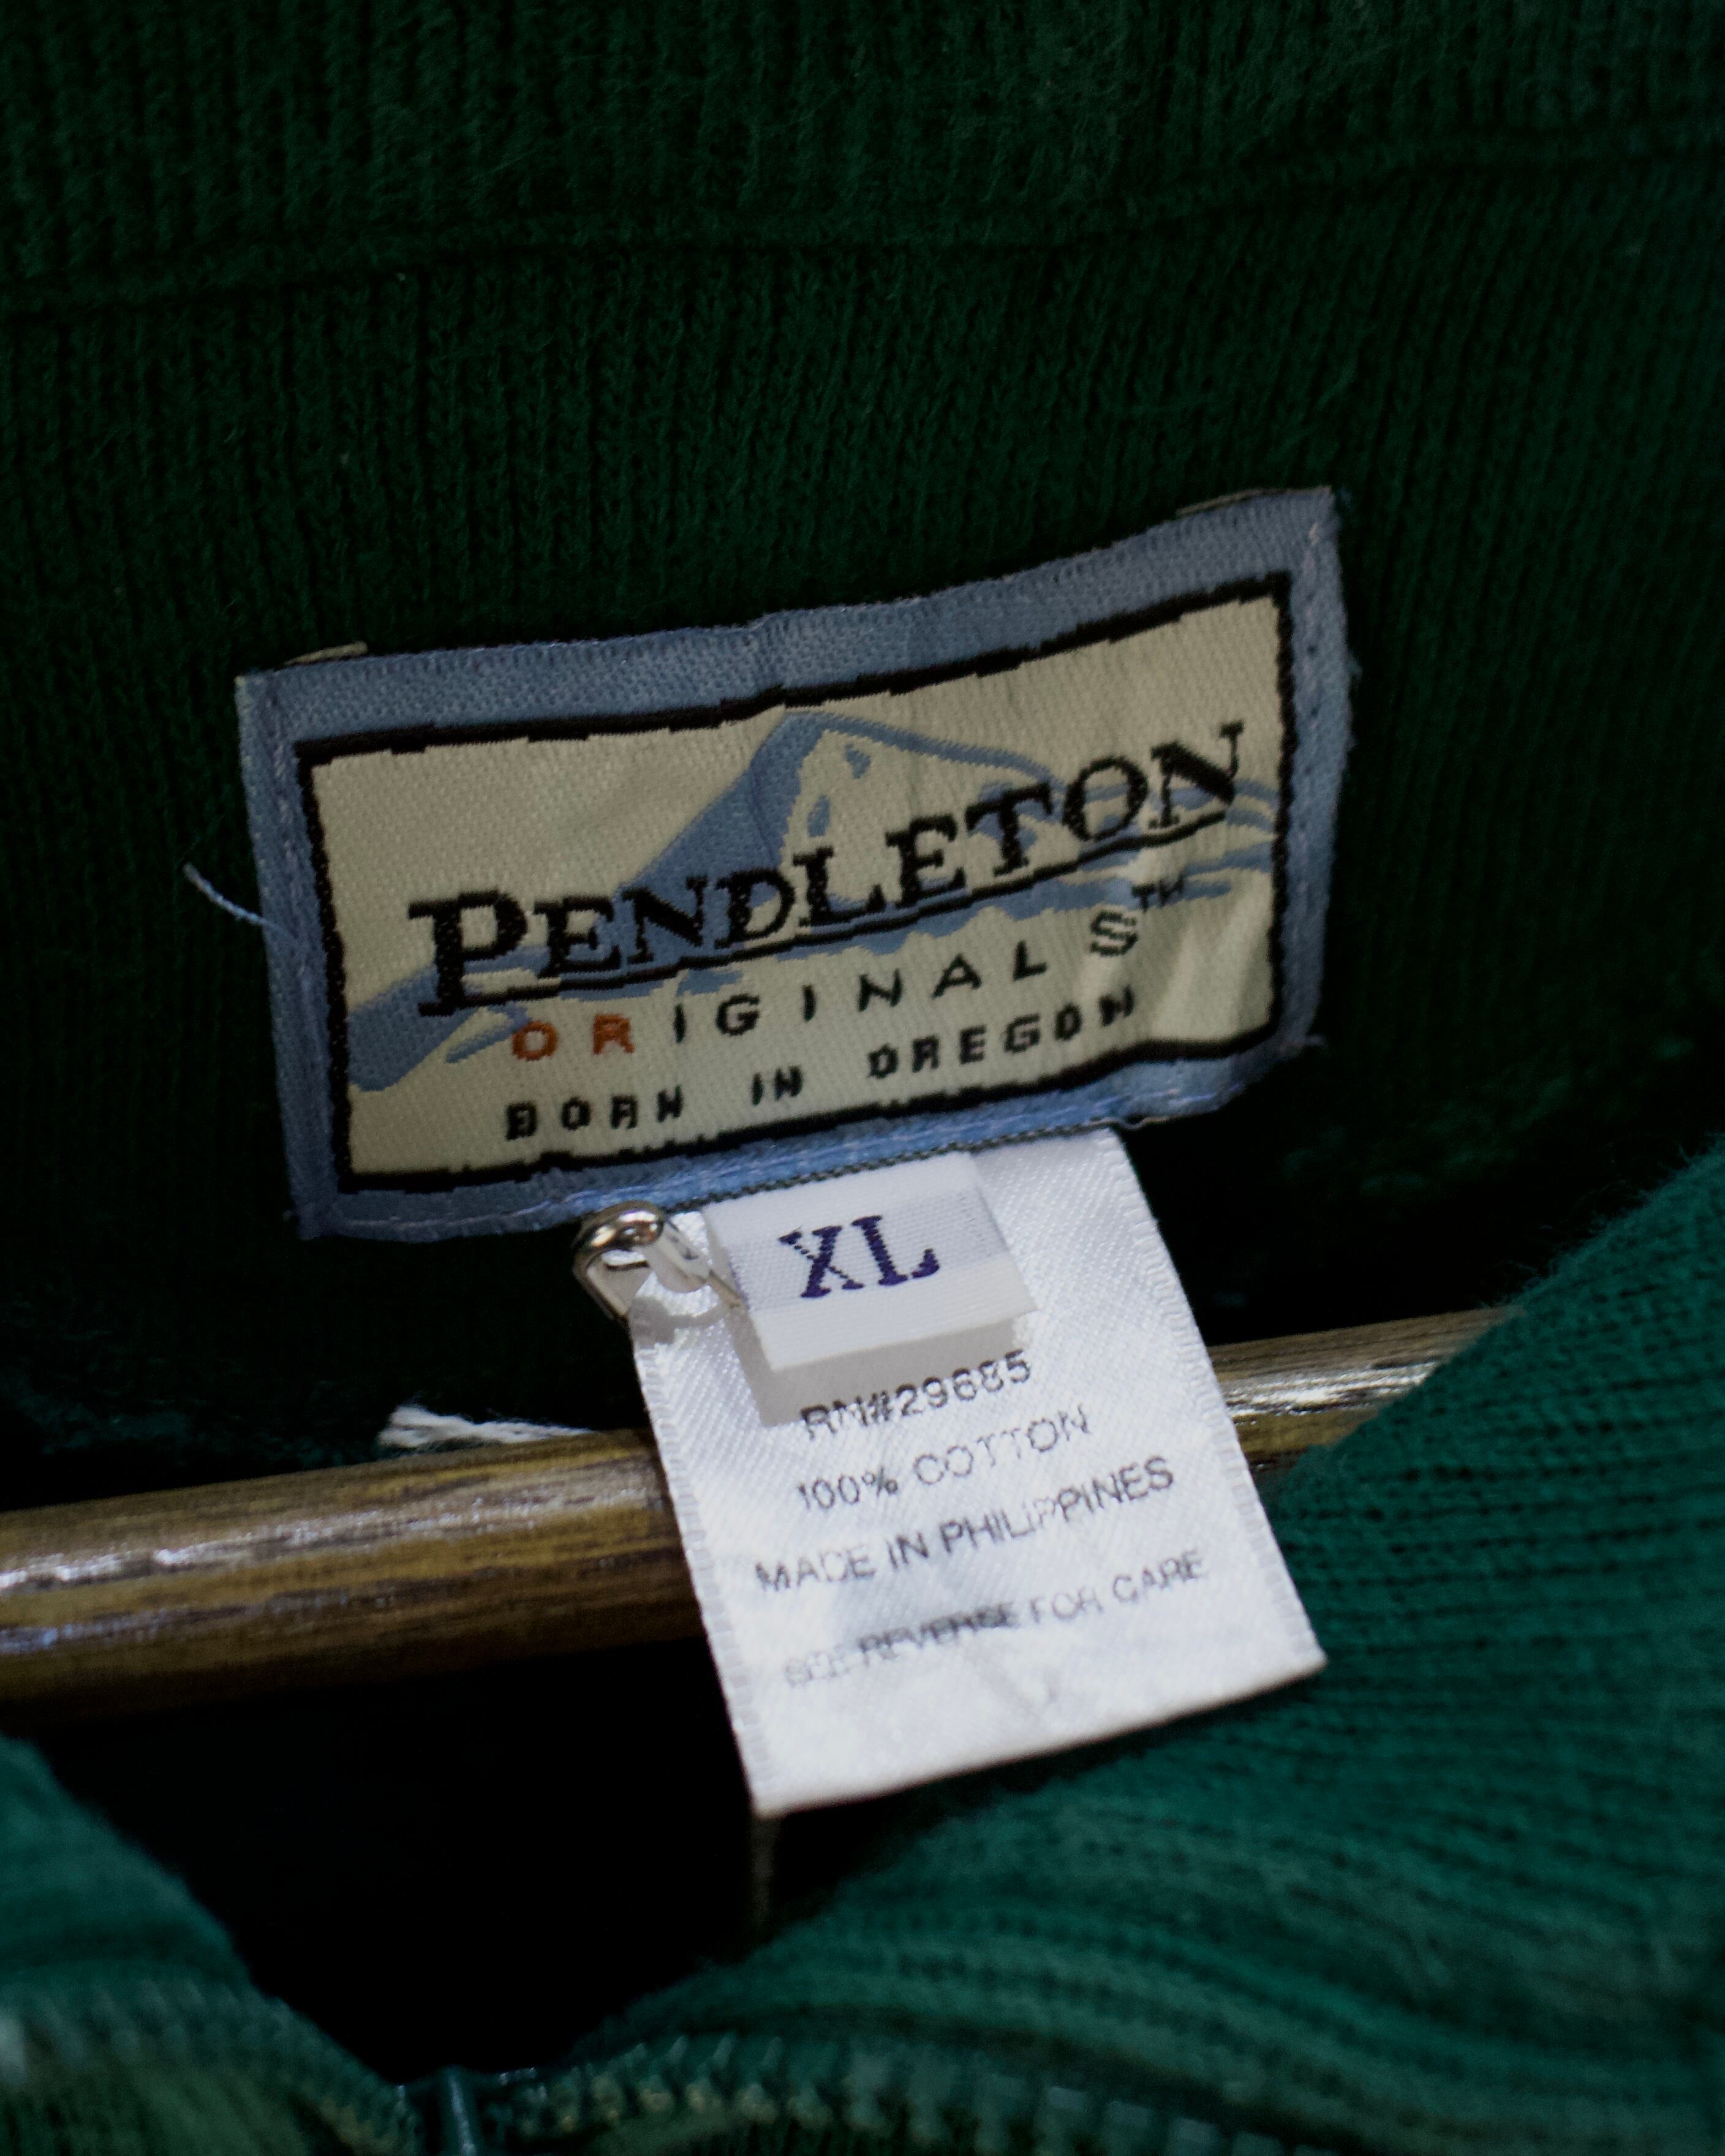 PENDLETON
ORIGINALS™
BORN IN OREGON
XL
RN#29685
100% COTTON
MADE IN PHILIPPINES
SEE REVERSE FOR CARE